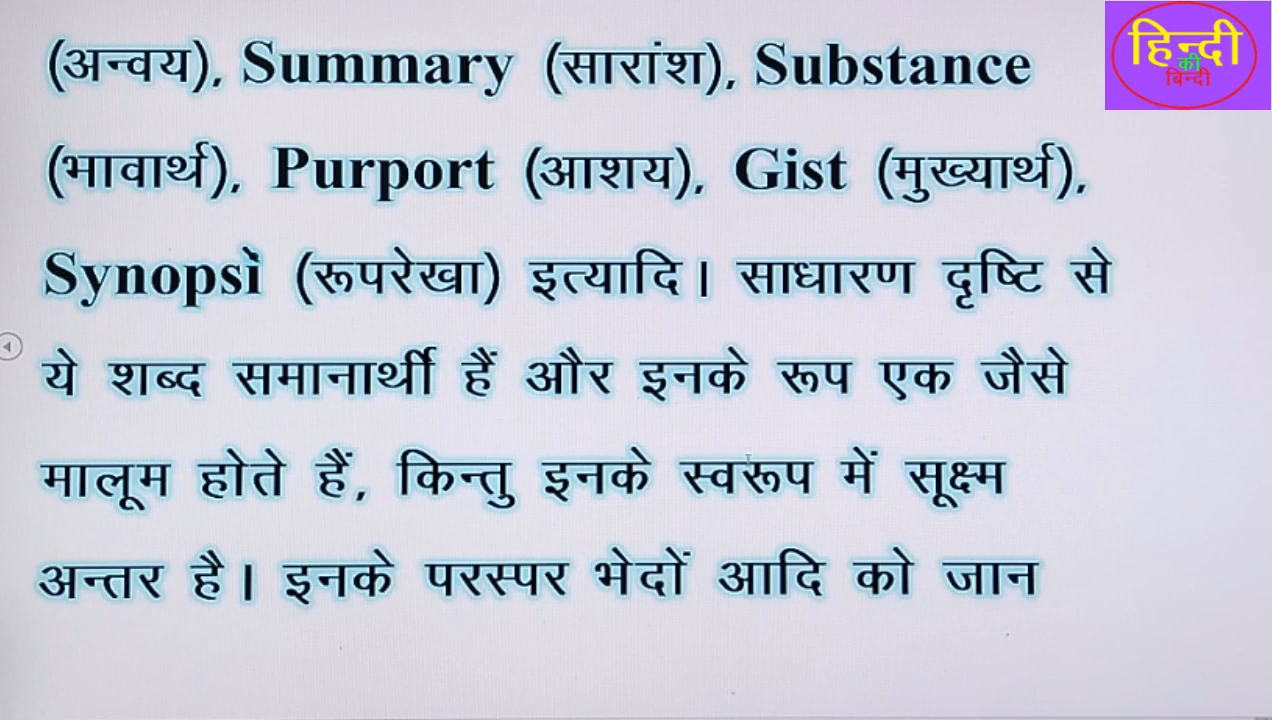 (अन्वय), Summary (सारांश), Substance
(भावार्थ), Purport (आशय), Gist (मुख्यार्थ),
Synopsi (रूपरेखा) इत्यादि। साधारण दृष्टि से
ये शब्द समानार्थी हैं और इनके रूप एक जैसे
मालूम होते हैं, किन्तु इनके स्वरूप में सूक्ष्म
अन्तर है। इनके परस्पर भेदों आदि को जान
हिन्दी
की
बिन्दी